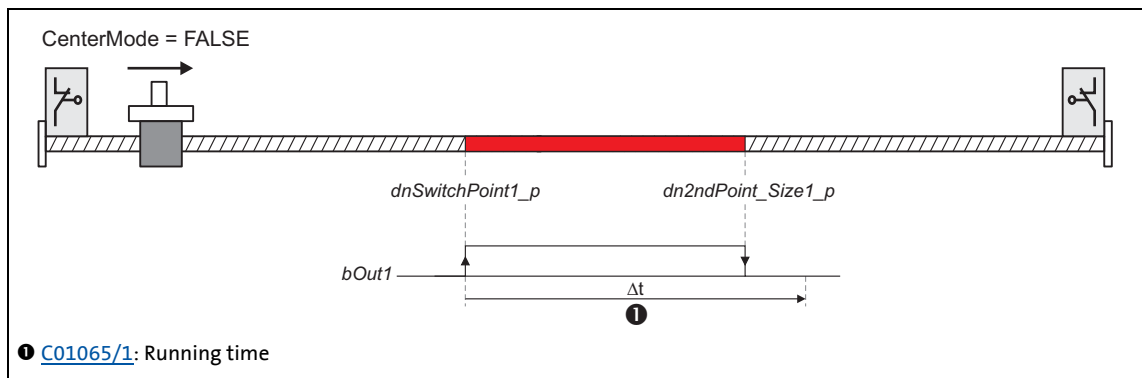 CenterMode = FALSE
dnSwitchPoint1_p
dn2ndPoint_Size1_p
bOut1
Δt
❶
❶ C01065/1: Running time